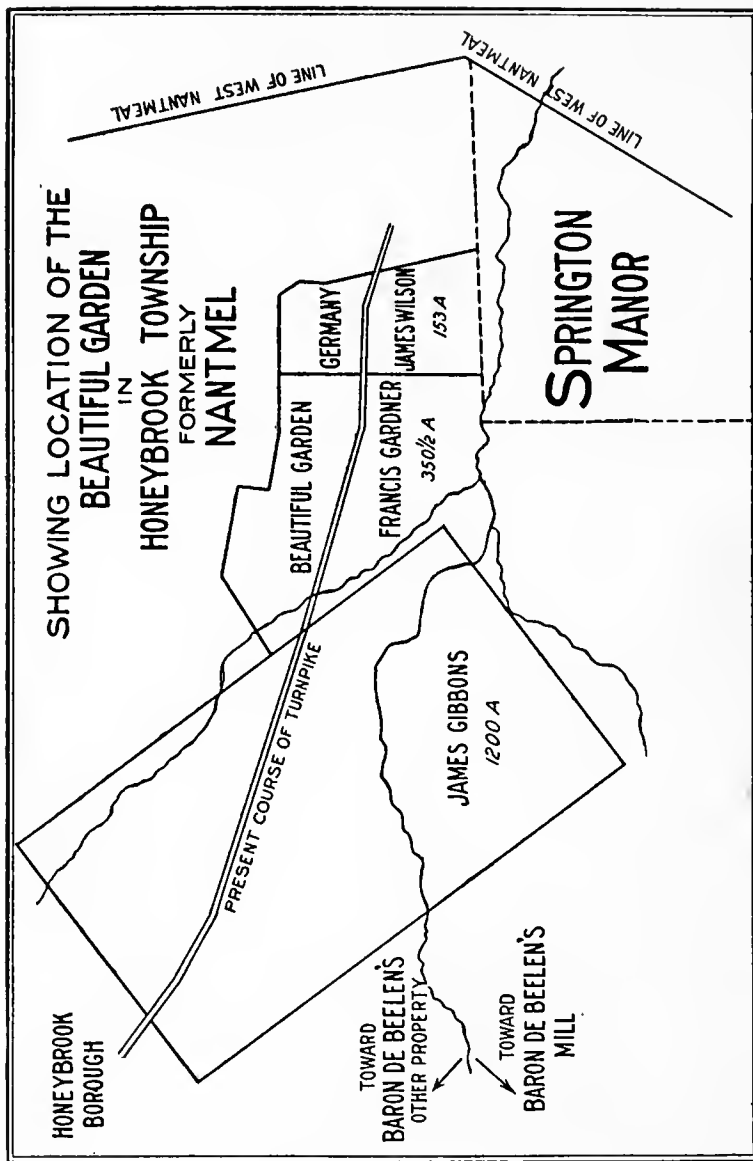 SHOWING LOCATION OF THE
BEAUTIFUL GARDEN
IN
HONEYBROOK TOWNSHIP
FORMERLY
NANTMEL
LINE OF WEST NANTMEAL
LINE OF WEST NANTMEAL
HONEYBROOK
BOROUGH
PRESENT COURSE OF TURNPIKE
BEAUTIFUL GARDEN
GERMANY
FRANCIS GARDNER
350½ A
JAMES WILSON
153 A
JAMES GIBBONS
1200 A
SPRINGTON
MANOR
TOWARD
BARON DE BEELEN'S
OTHER PROPERTY
TOWARD
BARON DE BEELEN'S
MILL